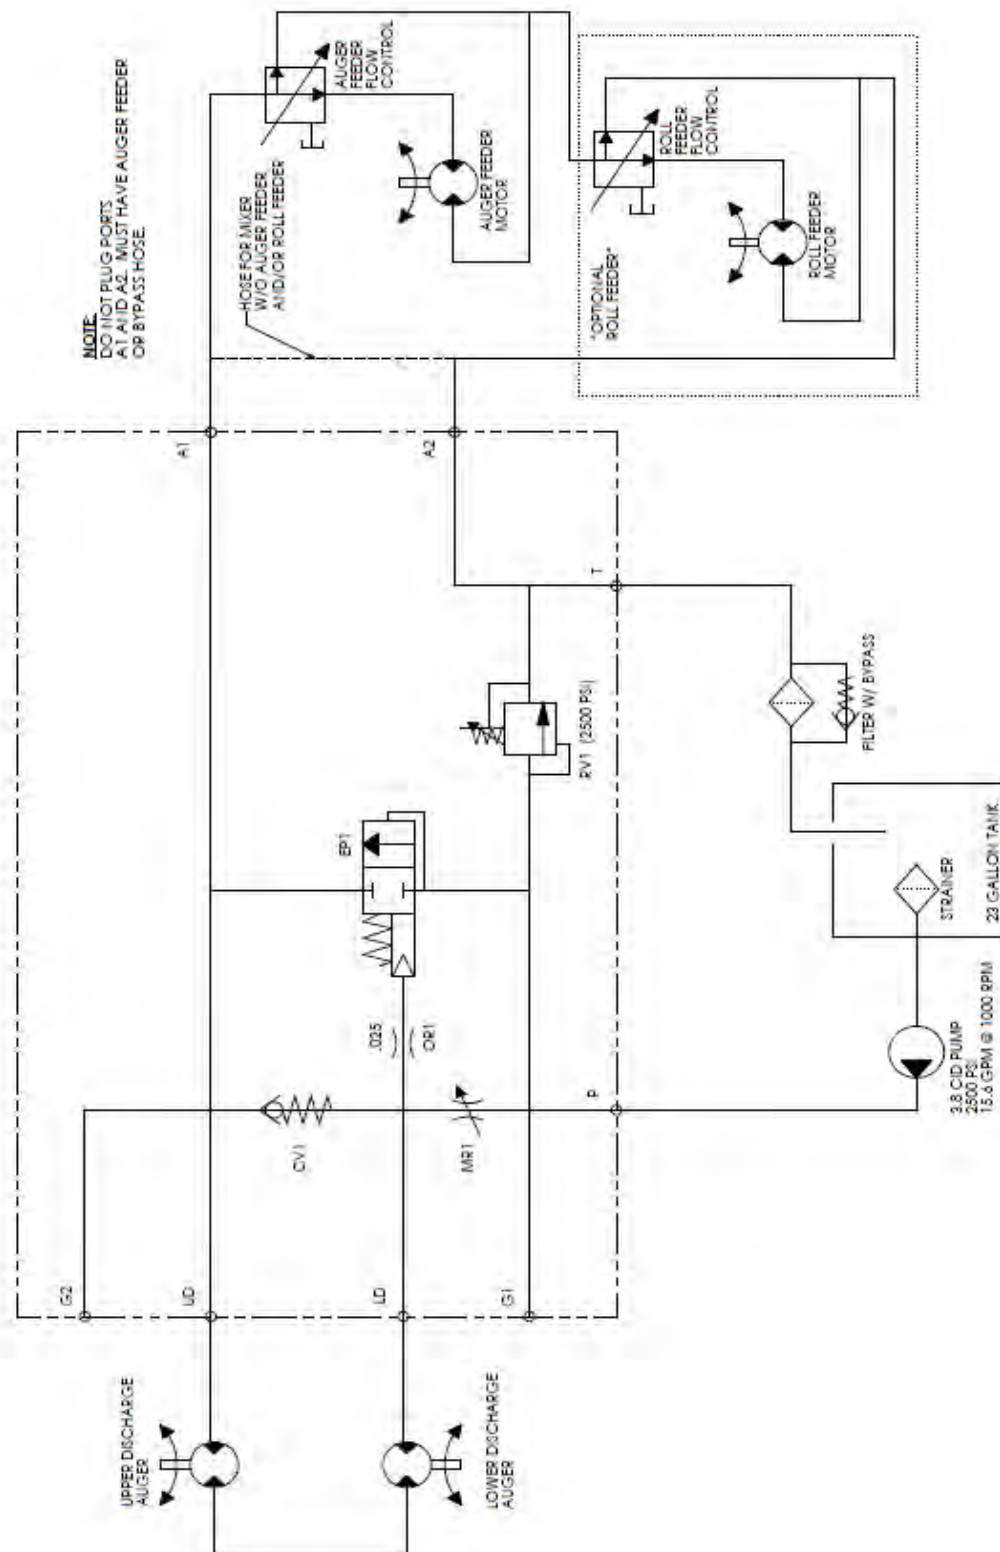 NOTE:
DO NOT PLUG PORTS
A1 AND A2. MUST HAVE AUGER FEEDER
OR BYPASS HOSE.
HOSE FOR MIXER
W/O AUGER FEEDER
AND/OR ROLL FEEDER
AUGER
FEEDER
FLOW
CONTROL
AUGER FEEDER
MOTOR
"OPTIONAL
ROLL FEEDER"
ROLL
FEEDER
FLOW
CONTROL
ROLL FEEDER
MOTOR
A1
A2
T
EP1
RV1 (2500 PSI)
.025
OR1
CV1
MR1
P
G2
UD
LD
G1
UPPER DISCHARGE
AUGER
LOWER DISCHARGE
AUGER
FILTER W/ BYPASS
STRAINER
23 GALLON TANK
3.8 CID PUMP
2500 PSI
15.6 GPM @ 1000 RPM